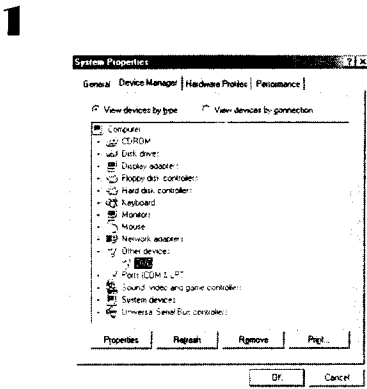 1
System Properties
General Device Manager Hardware Profiles Performance
View devices by type View devices by connection
Computer
CDROM
Disk drives
Display adapters
Floppy disk controllers
Hard disk controllers
Keyboard
Monitors
Mouse
Network adapters
Other devices
Ports (COM & LPT
Sound, video and game controllers
System devices
Universal Serial Bus controllers
Properties Refresh Remove Print...
OK Cancel